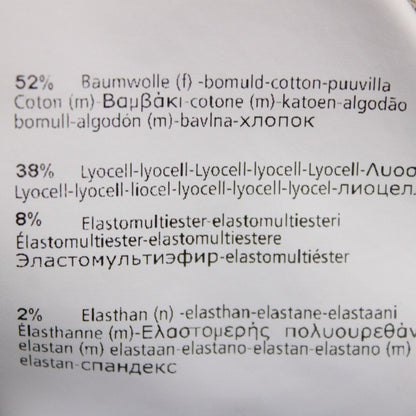 52% Baumwolle (f) -bomuld-cotton-puuvilla
Coton (m)-Βαμβάκι-cotone (m)-katoen-algodão
bomull-algodón (m)-bavlna-хлопок
38% Lyocell-lyocell-Lyocell-lyocell-Lyocell-Λυοσ
Lyocell-lyocell-liocel-lyocell-lyocell-lyocel-лиоцел
8% Elastomultiester-elastomultiesteri
Élastomultiester-elastomultiestere
Эластомультиэфир-elastomultiéster
2% Elasthan (n) -elasthan-elastane-elastaani
Élasthanne (m)-Ελαστομερής πολυουρεθάν
elastan (m) elastaan-elastano-elastan-elastano (m)
elastan-спандекс